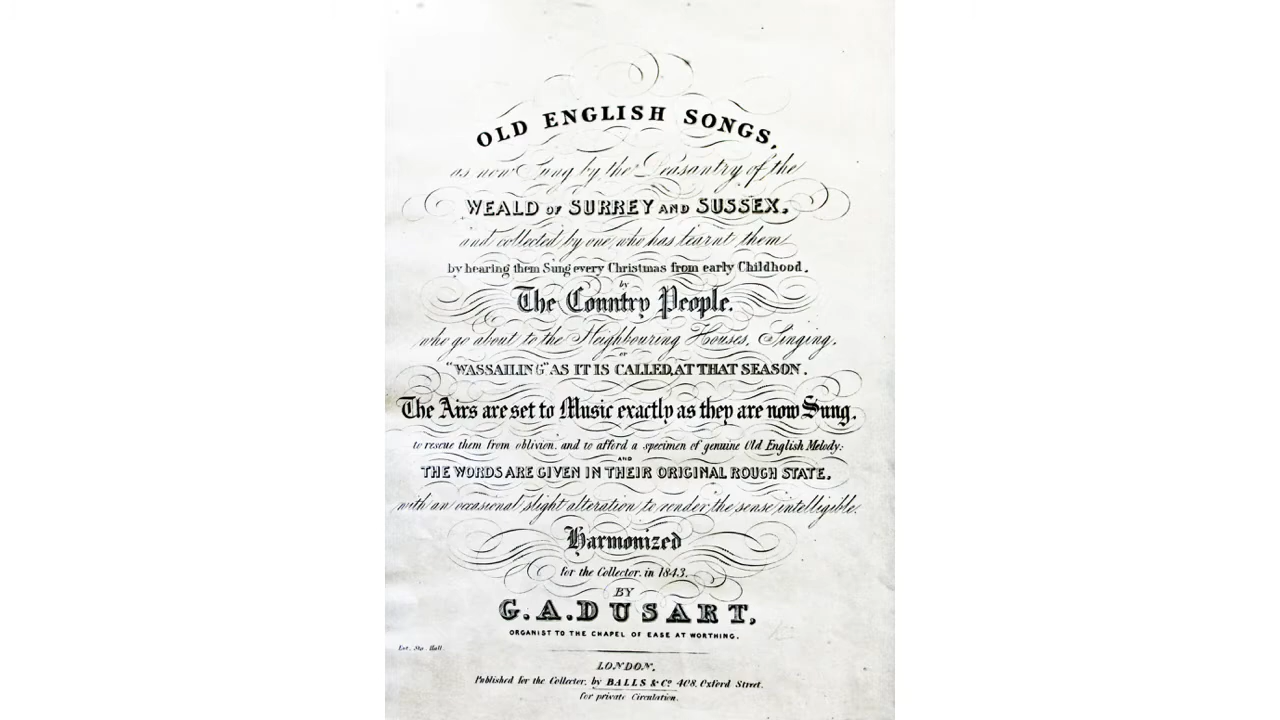 OLD ENGLISH SONGS,
as now Sung by the Peasantry of the
WEALD OF SURREY AND SUSSEX,
and collected by one, who has learnt them
by hearing them Sung every Christmas from early Childhood,
by
The Country People,
who go about to the Neighbouring Houses, Singing,
or
"WASSAILING" AS IT IS CALLED, AT THAT SEASON.
The Airs are set to Music exactly as they are now Sung,
to rescue them from oblivion, and to afford a specimen of genuine Old English Melody:
AND
THE WORDS ARE GIVEN IN THEIR ORIGINAL ROUGH STATE,
with an occasional slight alteration to render the sense intelligible.
Harmonized
for the Collector, in 1843,
BY
G. A. DUSART,
ORGANIST TO THE CHAPEL OF EASE AT WORTHING.
Ent. Sta. Hall.
LONDON,
Published for the Collector, by BALLS & Co 408, Oxford Street.
for private Circulation.